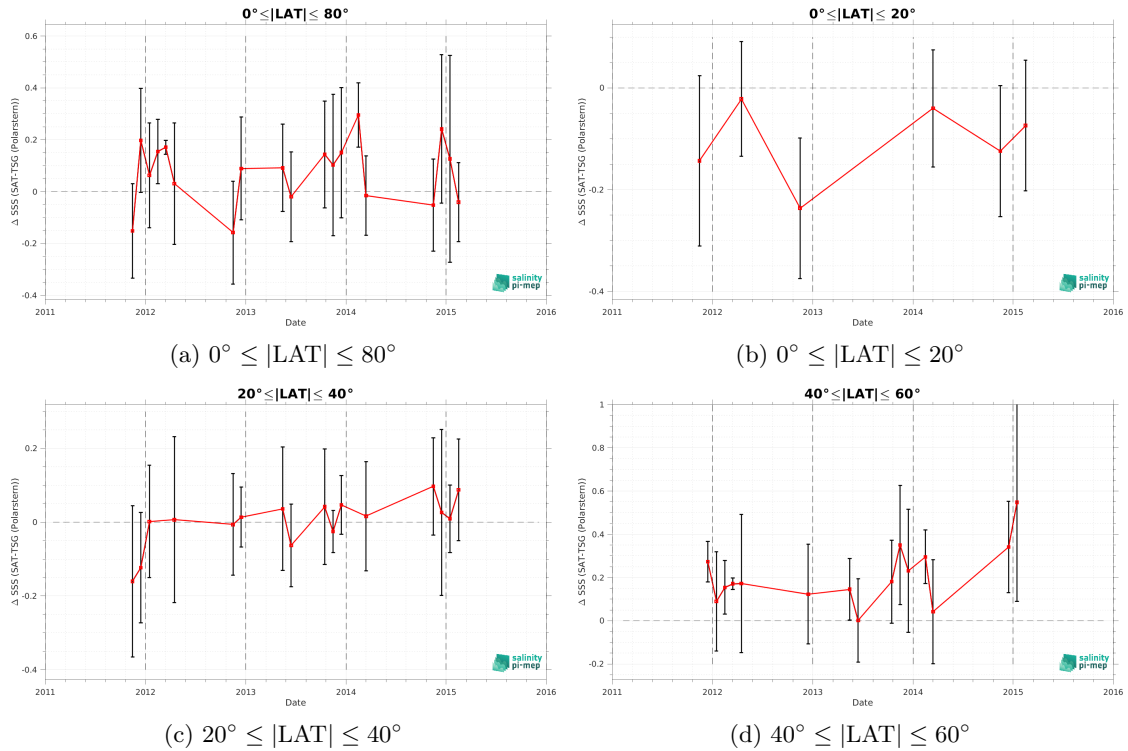 0°≤|LAT|≤ 80°
Δ SSS (SAT-TSG (Polarstern))
0.6
0.4
0.2
0
-0.2
-0.4
2011 2012 2013 2014 2015 2016
Date
salinity
pi-mep
(a) 0° ≤ |LAT| ≤ 80°
0°≤|LAT|≤ 20°
Δ SSS (SAT-TSG (Polarstern))
0
-0.2
-0.4
2011 2012 2013 2014 2015 2016
Date
salinity
pi-mep
(b) 0° ≤ |LAT| ≤ 20°
20°≤|LAT|≤ 40°
Δ SSS (SAT-TSG (Polarstern))
0.2
0
-0.2
-0.4
2011 2012 2013 2014 2015 2016
Date
salinity
pi-mep
(c) 20° ≤ |LAT| ≤ 40°
40°≤|LAT|≤ 60°
Δ SSS (SAT-TSG (Polarstern))
1
0.8
0.6
0.4
0.2
0
-0.2
2011 2012 2013 2014 2015 2016
Date
salinity
pi-mep
(d) 40° ≤ |LAT| ≤ 60°